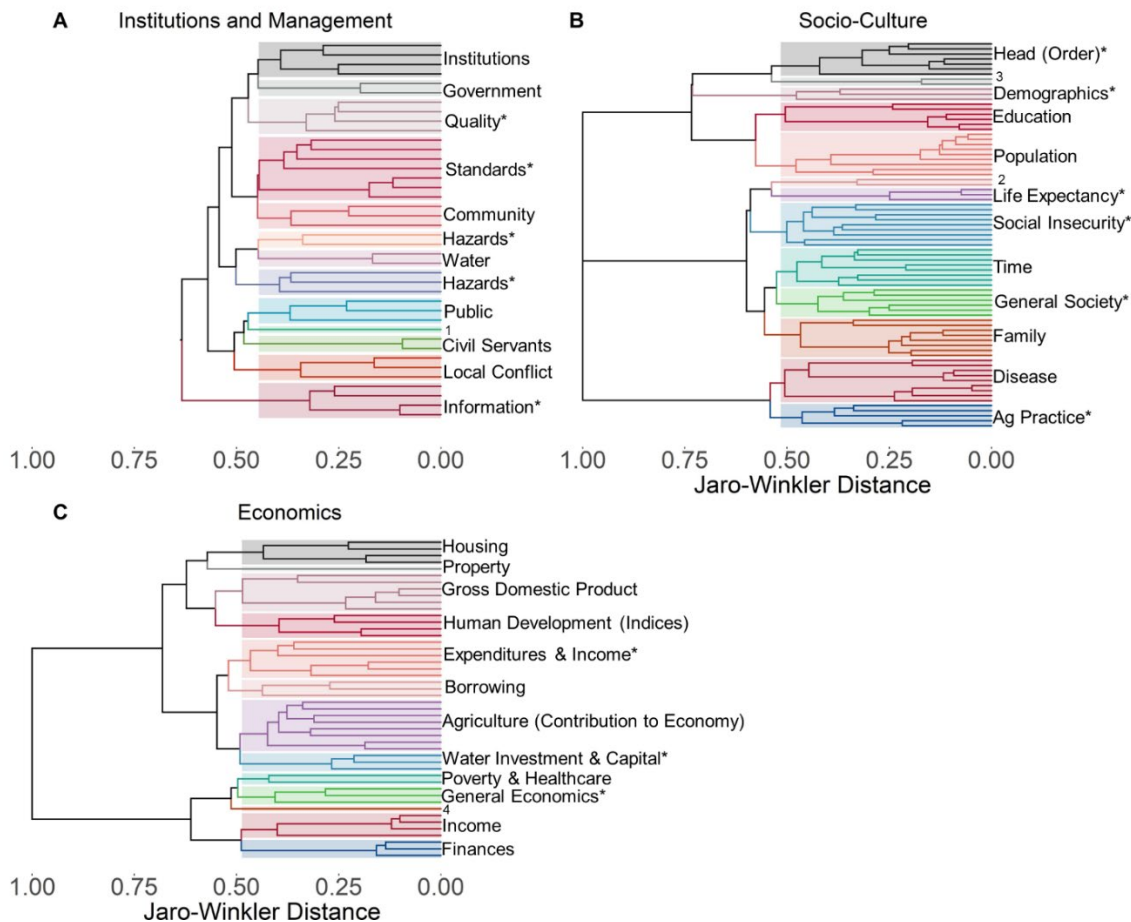 A Institutions and Management
Institutions
Government
Quality*
Standards*
Community
Hazards*
Water
Hazards*
Public
1
Civil Servants
Local Conflict
Information*
1.00 0.75 0.50 0.25 0.00
B Socio-Culture
Head (Order)*
3
Demographics*
Education
Population
2
Life Expectancy*
Social Insecurity*
Time
General Society*
Family
Disease
Ag Practice*
1.00 0.75 0.50 0.25 0.00
Jaro-Winkler Distance
C Economics
Housing
Property
Gross Domestic Product
Human Development (Indices)
Expenditures & Income*
Borrowing
Agriculture (Contribution to Economy)
Water Investment & Capital*
Poverty & Healthcare
General Economics*
4
Income
Finances
1.00 0.75 0.50 0.25 0.00
Jaro-Winkler Distance